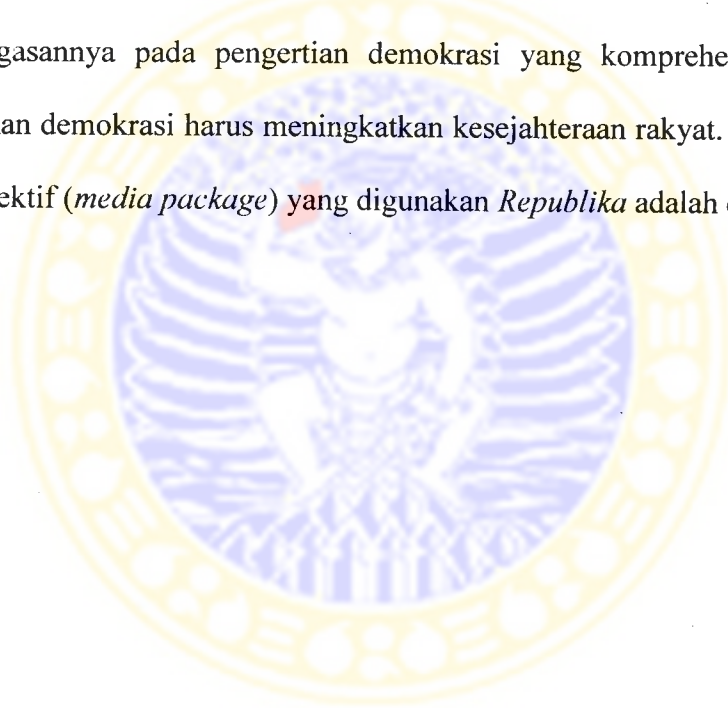 gasannya pada pengertian demokrasi yang komprehe
an demokrasi harus meningkatkan kesejahteraan rakyat.
ektif (media package) yang digunakan Republika adalah